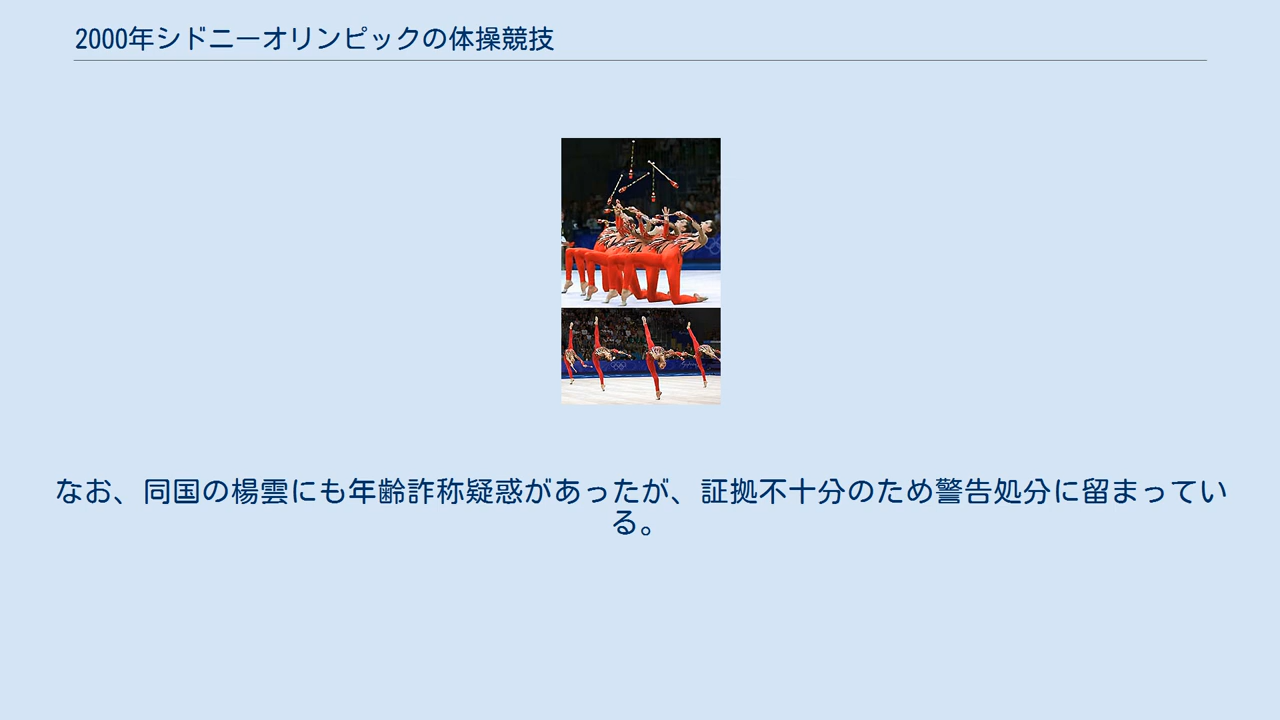 2000年シドニーオリンピックの体操競技
なお、同国の楊雲にも年齢詐称疑惑があったが、証拠不十分のため警告処分に留まってい
る。